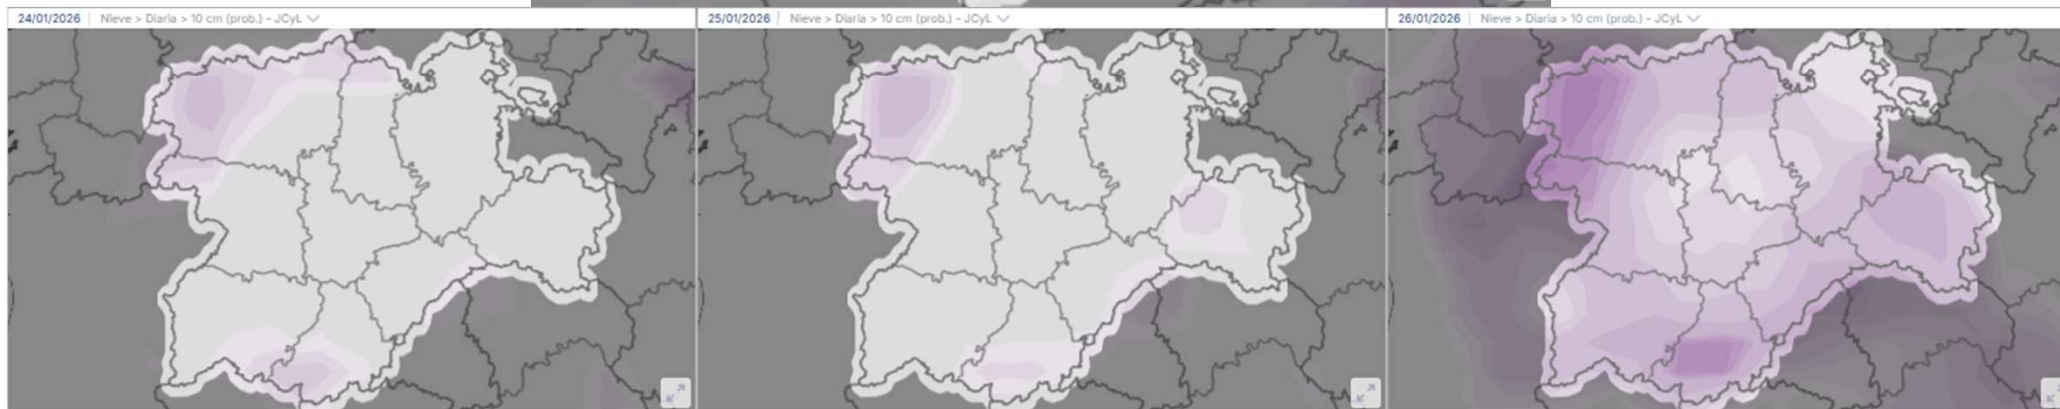 24/01/2026 Nieve > Diaria > 10 cm (prob.) - JCyL
25/01/2026 Nieve > Diaria > 10 cm (prob.) - JCyL
26/01/2026 Nieve > Diaria > 10 cm (prob.) - JCyL